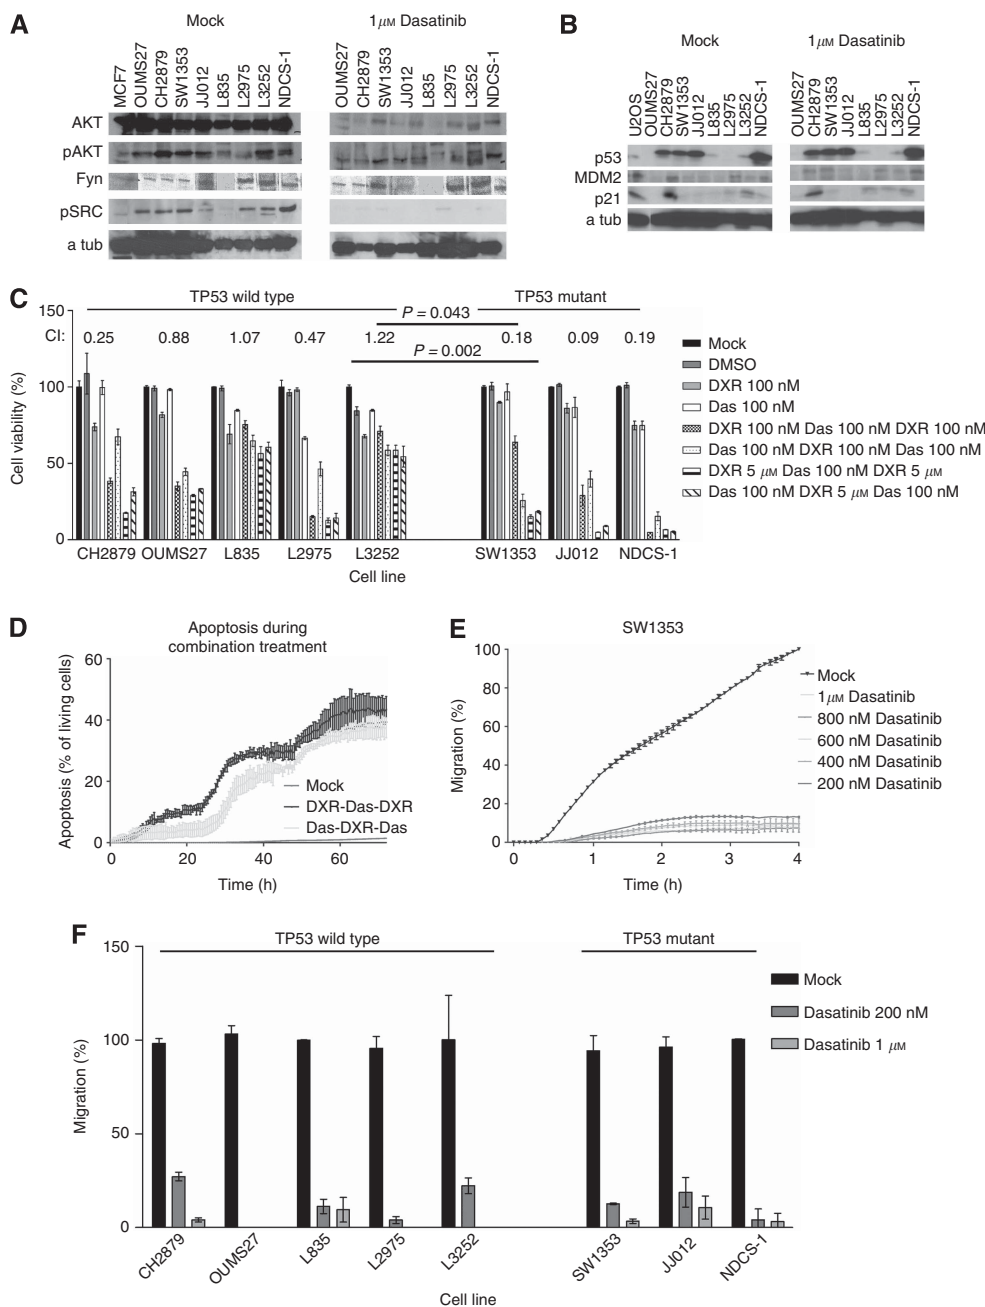 A
Mock
1 μM Dasatinib
MCF7
OUMS27
CH2879
SW1353
JJ012
L835
L2975
L3252
NDCS-1
OUMS27
CH2879
SW1353
JJ012
L835
L2975
L3252
NDCS-1
AKT
pAKT
Fyn
pSRC
a tub
B
Mock
1 μM Dasatinib
U2OS
OUMS27
CH2879
SW1353
JJ012
L835
L2975
L3252
NDCS-1
OUMS27
CH2879
SW1353
JJ012
L835
L2975
L3252
NDCS-1
p53
MDM2
p21
a tub
C
TP53 wild type
TP53 mutant
P = 0.043
CI: 0.25 0.88 1.07 0.47 1.22 0.18 0.09 0.19
P = 0.002
Cell viability (%)
150
100
50
0
CH2879 OUMS27 L835 L2975 L3252 SW1353 JJ012 NDCS-1
Cell line
Mock
DMSO
DXR 100 nM
Das 100 nM
DXR 100 nM Das 100 nM DXR 100 nM
Das 100 nM DXR 100 nM Das 100 nM
DXR 5 μM Das 100 nM DXR 5 μM
Das 100 nM DXR 5 μM Das 100 nM
D
Apoptosis during
combination treatment
Apoptosis (% of living cells)
60
40
20
0
0 20 40 60
Time (h)
Mock
DXR-Das-DXR
Das-DXR-Das
E
SW1353
Migration (%)
100
80
60
40
20
0
0 1 2 3 4
Time (h)
Mock
1 μM Dasatinib
800 nM Dasatinib
600 nM Dasatinib
400 nM Dasatinib
200 nM Dasatinib
F
TP53 wild type
TP53 mutant
Migration (%)
150
100
50
0
CH2879
OUMS27
L835
L2975
L3252
SW1353
JJ012
NDCS-1
Cell line
Mock
Dasatinib 200 nM
Dasatinib 1 μM